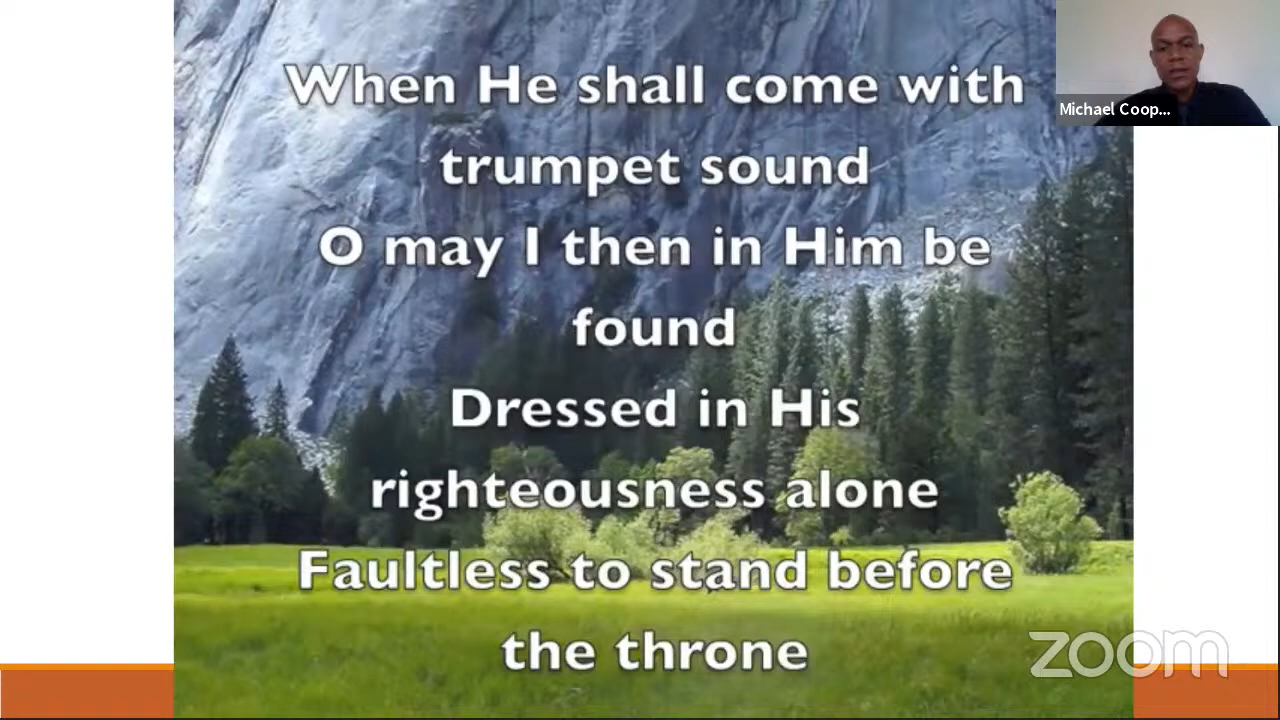 When He shall come with
trumpet sound
O may I then in Him be
found
Dressed in His
righteousness alone
Faultless to stand before
the throne
Michael Coop...
zoom